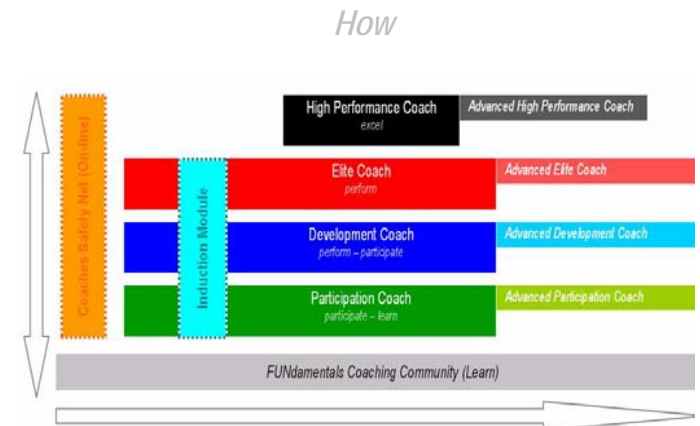 How
High Performance Coach
excel
Advanced High Performance Coach
Coaches Safety Net (On-line)
Induction Module
Elite Coach
perform
Advanced Elite Coach
Development Coach
perform – participate
Advanced Development Coach
Participation Coach
participate – learn
Advanced Participation Coach
FUNdamentals Coaching Community (Learn)